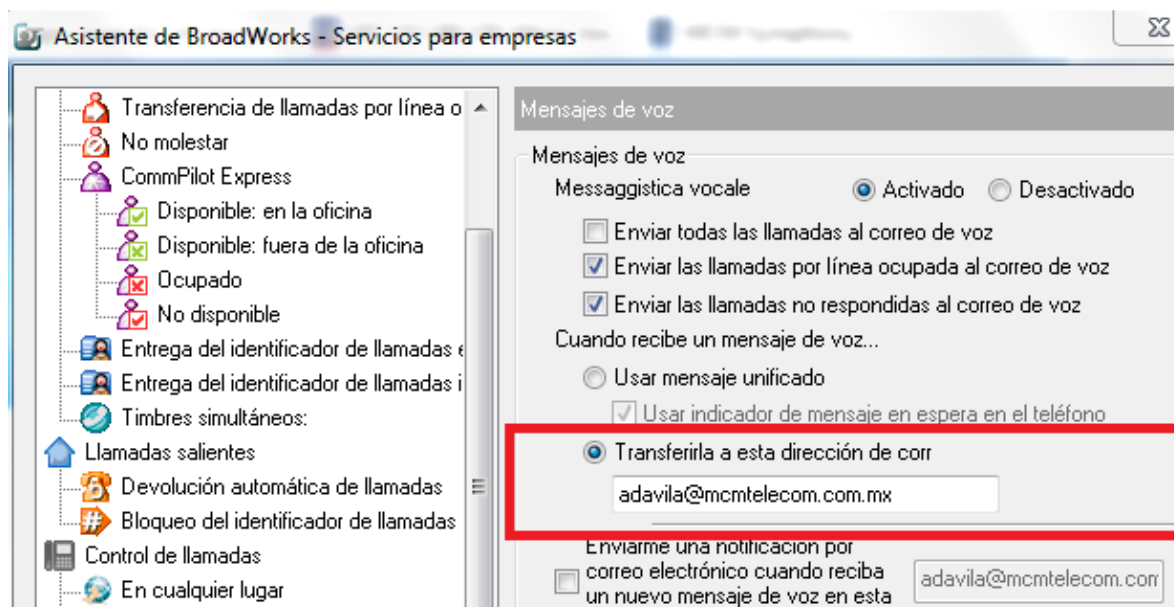 Asistente de BroadWorks - Servicios para empresas
Transferencia de llamadas por línea o
No molestar
CommPilot Express
Disponible: en la oficina
Disponible: fuera de la oficina
Ocupado
No disponible
Entrega del identificador de llamadas e
Entrega del identificador de llamadas i
Timbres simultáneos:
Llamadas salientes
Devolución automática de llamadas
Bloqueo del identificador de llamadas
Control de llamadas
En cualquier lugar
Mensajes de voz
Mensajes de voz
Messaggistica vocale Activado Desactivado
Enviar todas las llamadas al correo de voz
Enviar las llamadas por línea ocupada al correo de voz
Enviar las llamadas no respondidas al correo de voz
Cuando recibe un mensaje de voz...
Usar mensaje unificado
Usar indicador de mensaje en espera en el teléfono
Transferirla a esta dirección de corr
adavila@mcmtelecom.com.mx
Enviarme una notificación por
correo electrónico cuando reciba
un nuevo mensaje de voz en esta
adavila@mcmtelecom.com